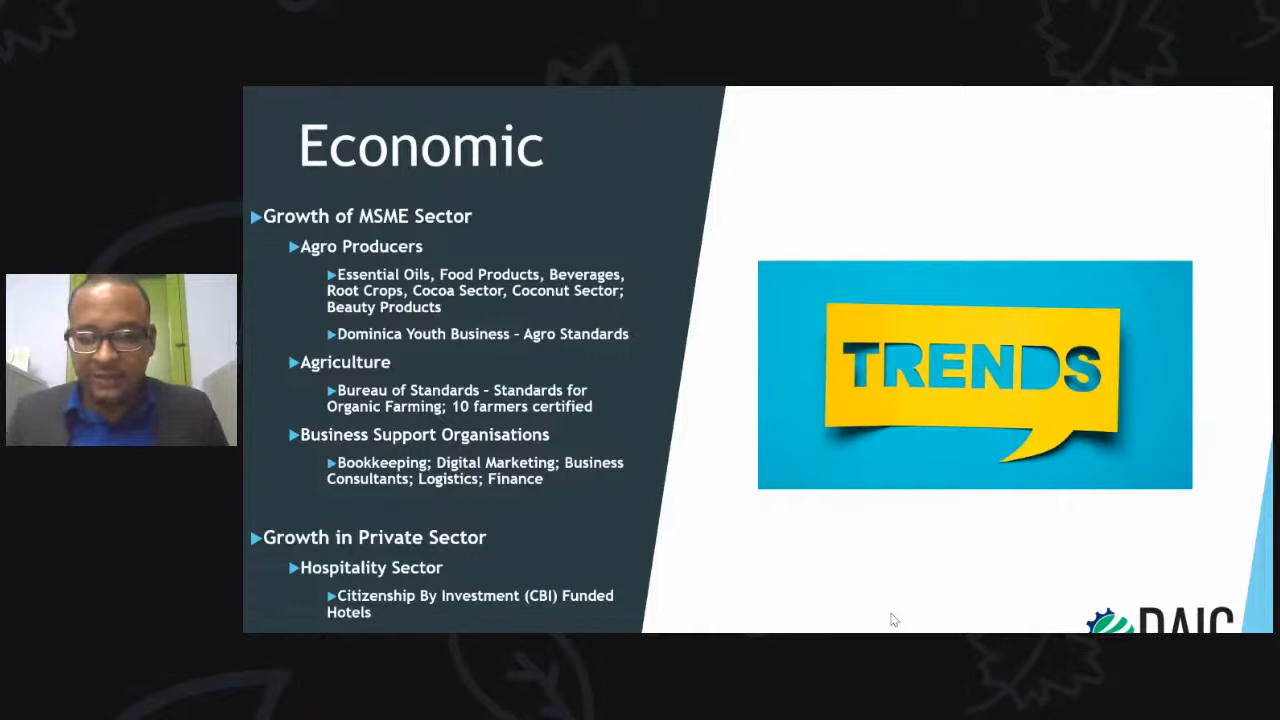 Economic
▶Growth of MSME Sector
▶Agro Producers
▶Essential Oils, Food Products, Beverages,
Root Crops, Cocoa Sector, Coconut Sector;
Beauty Products
▶Dominica Youth Business – Agro Standards
▶Agriculture
▶Bureau of Standards – Standards for
Organic Farming; 10 farmers certified
▶Business Support Organisations
▶Bookkeeping; Digital Marketing; Business
Consultants; Logistics; Finance
▶Growth in Private Sector
▶Hospitality Sector
▶Citizenship By Investment (CBI) Funded
Hotels
TRENDS
DAIC